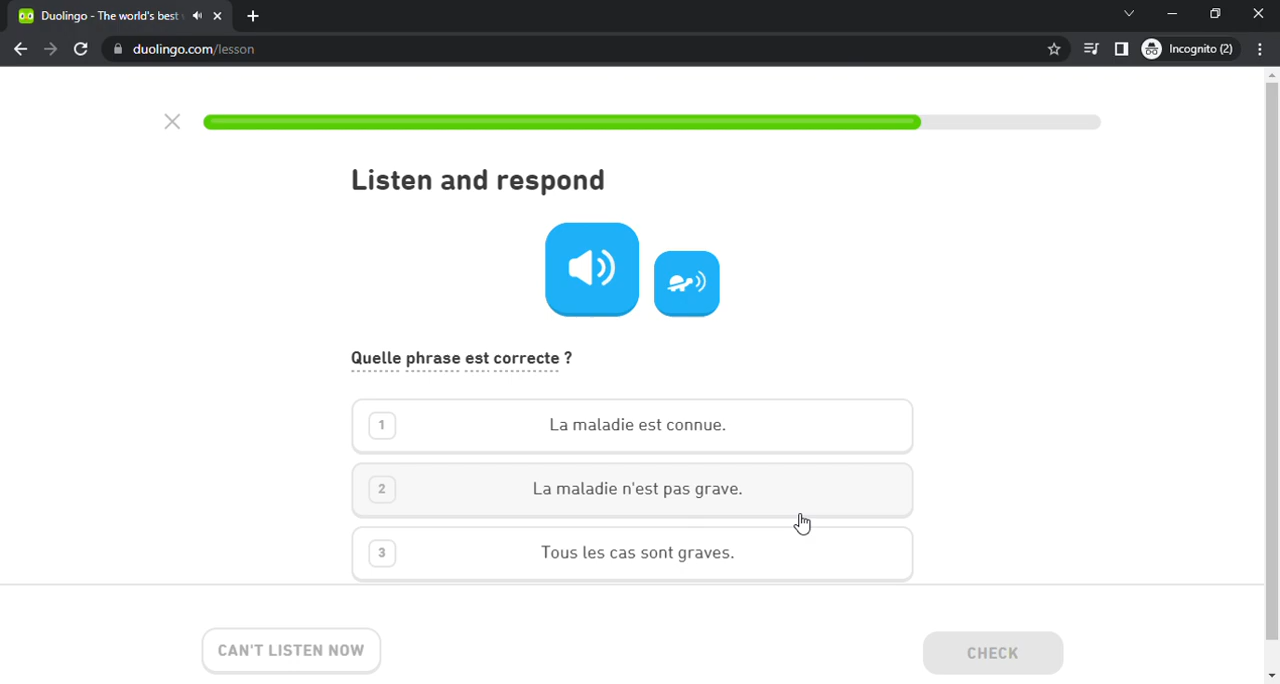 Duolingo - The world's best
duolingo.com/lesson
Incognito (2)
Listen and respond
Quelle phrase est correcte ?
1 La maladie est connue.
2 La maladie n'est pas grave.
3 Tous les cas sont graves.
CAN'T LISTEN NOW
CHECK